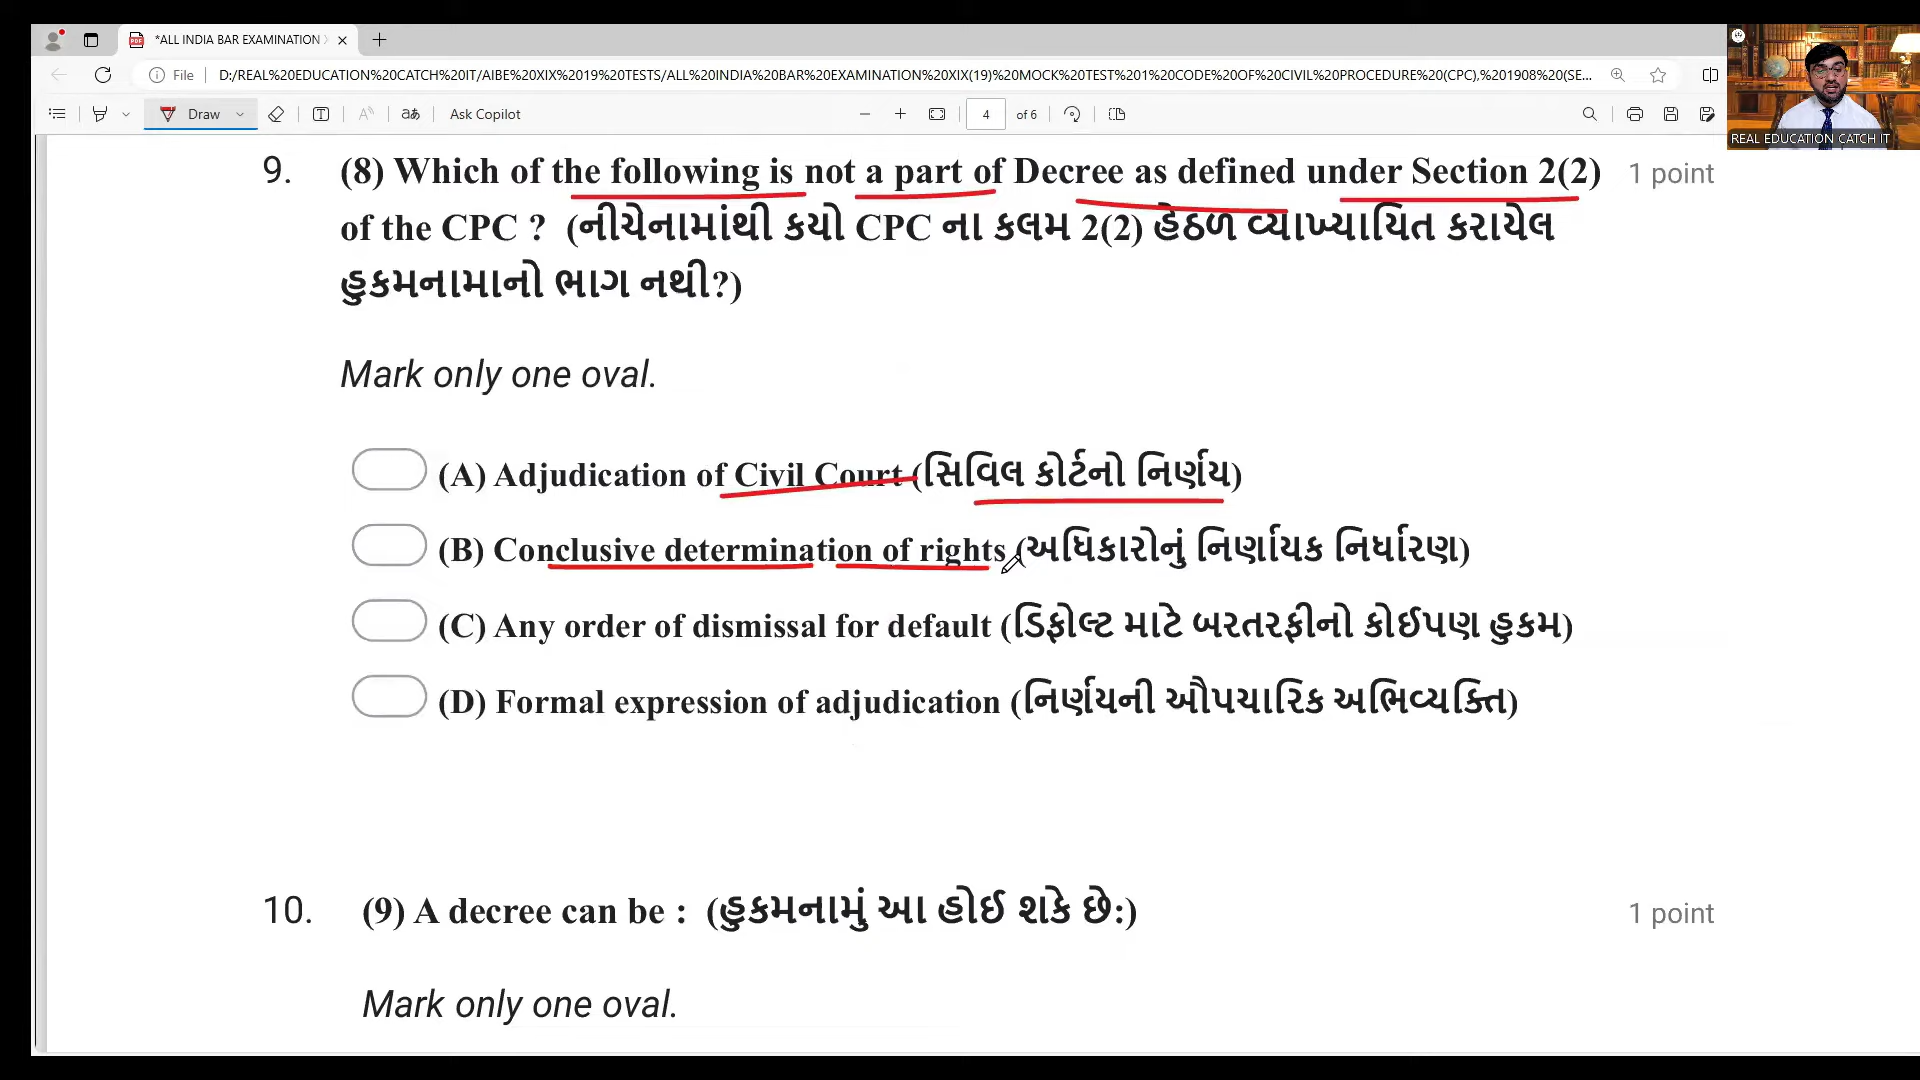 *ALL INDIA BAR EXAMINATION X
File D:/REAL%20EDUCATION%20CATCH%20IT/AIBE%20XIX%2019%20TESTS/ALL%20INDIA%20BAR%20EXAMINATION%20XIX(19)%20MOCK%20TEST%201%20CODE%20OF%20CIVIL%20PROCEDURE%20(CPC),%201908%20(SE...
Draw Ask Copilot 4 of 6
REAL EDUCATION CATCH IT
9. (8) Which of the following is not a part of Decree as defined under Section 2(2) 1 point
of the CPC ? (નીચેનામાંથી કયો CPC ના કલમ 2(2) હેઠળ વ્યાખ્યાયિત કરાયેલ
હુકમનામાનો ભાગ નથી?)
Mark only one oval.
(A) Adjudication of Civil Court (સિવિલ કોર્ટનો નિર્ણય)
(B) Conclusive determination of rights (અધિકારોનું નિર્ણાયક નિર્ધારણ)
(C) Any order of dismissal for default (ડિફોલ્ટ માટે બરતરફીનો કોઈપણ હુકમ)
(D) Formal expression of adjudication (નિર્ણયની ઔપચારિક અભિવ્યક્તિ)
10. (9) A decree can be : (હુકમનામું આ હોઈ શકે છે:) 1 point
Mark only one oval.